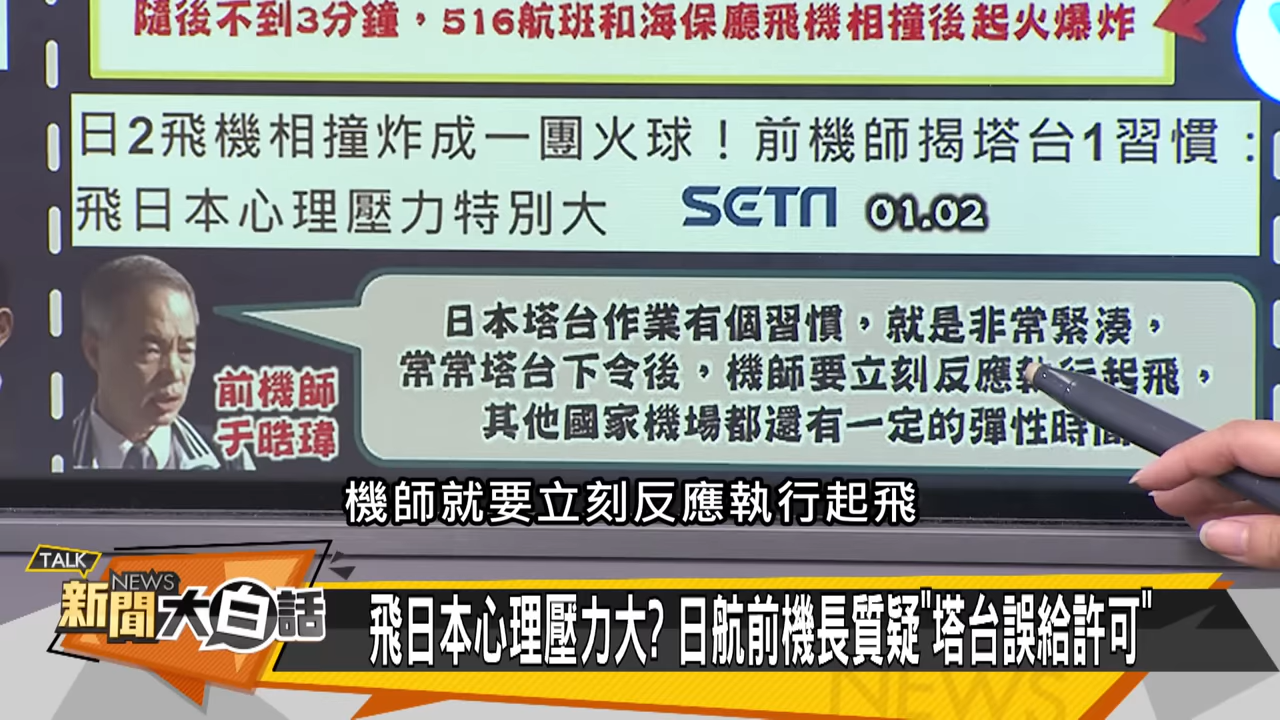 隨後不到3分鐘，516航班和海保廳飛機相撞後起火爆炸
日2飛機相撞炸成一團火球！前機師揭塔台1習慣：
飛日本心理壓力特別大 SETN 01.02
日本塔台作業有個習慣，就是非常緊湊，
常常塔台下令後，機師要立刻反應執行起飛，
其他國家機場都還有一定的彈性時間
前機師
于晧瑋
機師就要立刻反應執行起飛
TALK
NEWS
新聞大白話
飛日本心理壓力大? 日航前機長質疑"塔台誤給許可"
NEWS